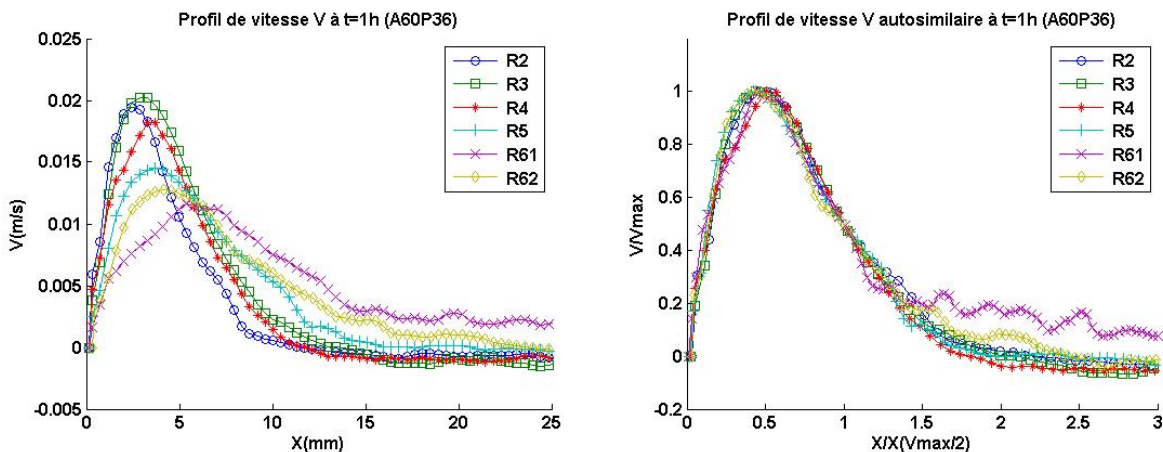 Profil de vitesse V à t=1h (A60P36)
0.025
0.02
0.015
0.01
0.005
0
-0.005
V(m/s)
0
5
10
15
20
25
X(mm)
R2
R3
R4
R5
R61
R62
Profil de vitesse V autosimilaire à t=1h (A60P36)
1
0.8
0.6
0.4
0.2
0
-0.2
V/Vmax
0
0.5
1
1.5
2
2.5
3
X/X(Vmax/2)
R2
R3
R4
R5
R61
R62